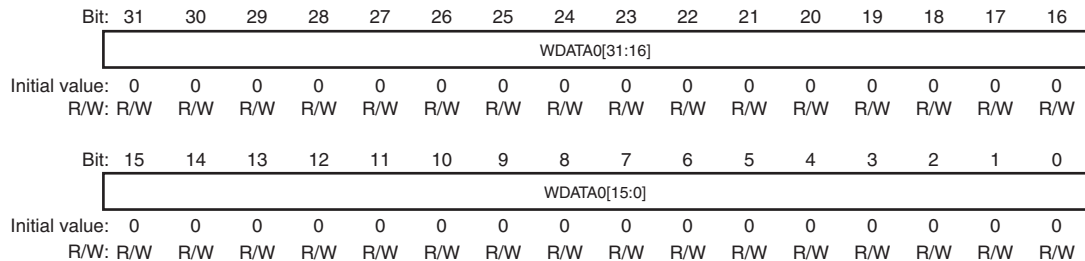 Bit: 31 30 29 28 27 26 25 24 23 22 21 20 19 18 17 16
WDATA0[31:16]
Initial value: 0 0 0 0 0 0 0 0 0 0 0 0 0 0 0 0
R/W: R/W R/W R/W R/W R/W R/W R/W R/W R/W R/W R/W R/W R/W R/W R/W R/W
Bit: 15 14 13 12 11 10 9 8 7 6 5 4 3 2 1 0
WDATA0[15:0]
Initial value: 0 0 0 0 0 0 0 0 0 0 0 0 0 0 0 0
R/W: R/W R/W R/W R/W R/W R/W R/W R/W R/W R/W R/W R/W R/W R/W R/W R/W